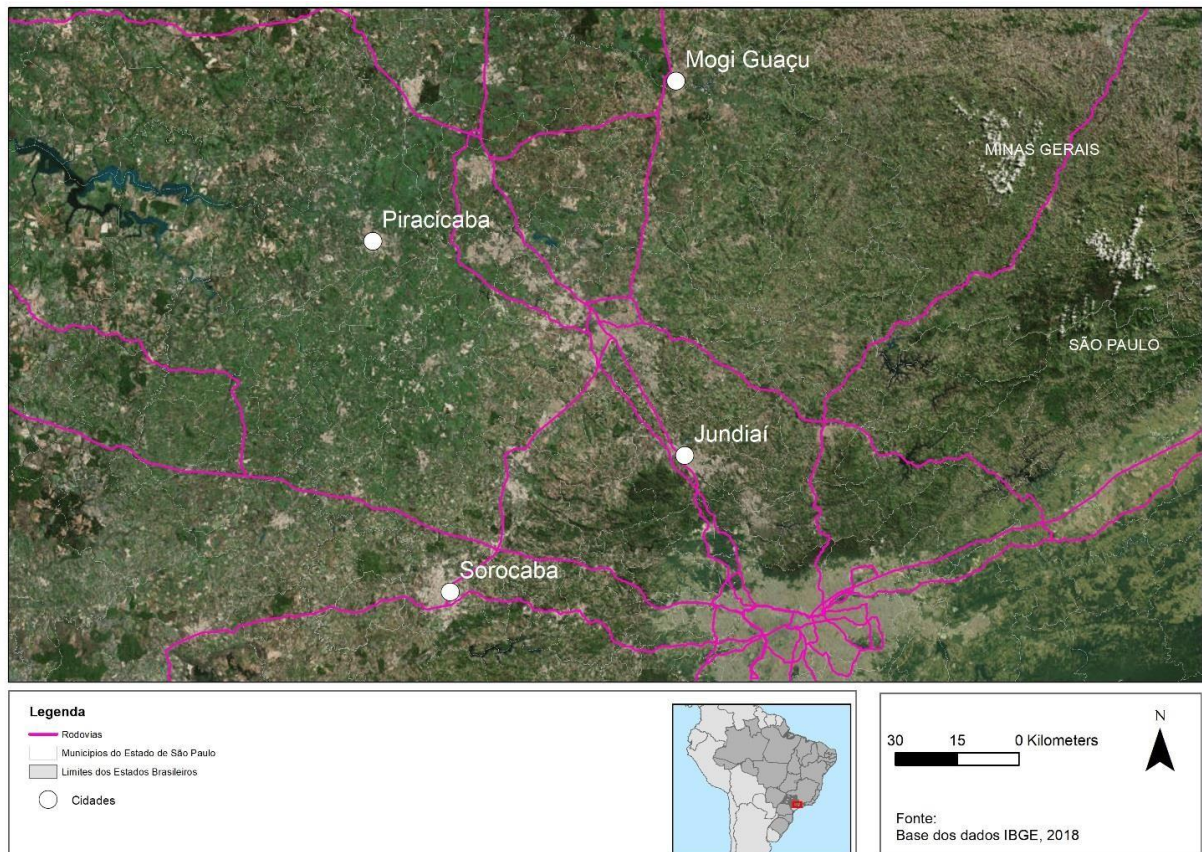 Mogi Guaçu
MINAS GERAIS
Piracicaba
SÃO PAULO
Jundiaí
Sorocaba
Legenda
Rodovias
Municípios do Estado de São Paulo
Limites dos Estados Brasileiros
Cidades
30 15 0 Kilometers
N
Fonte:
Base dos dados IBGE, 2018